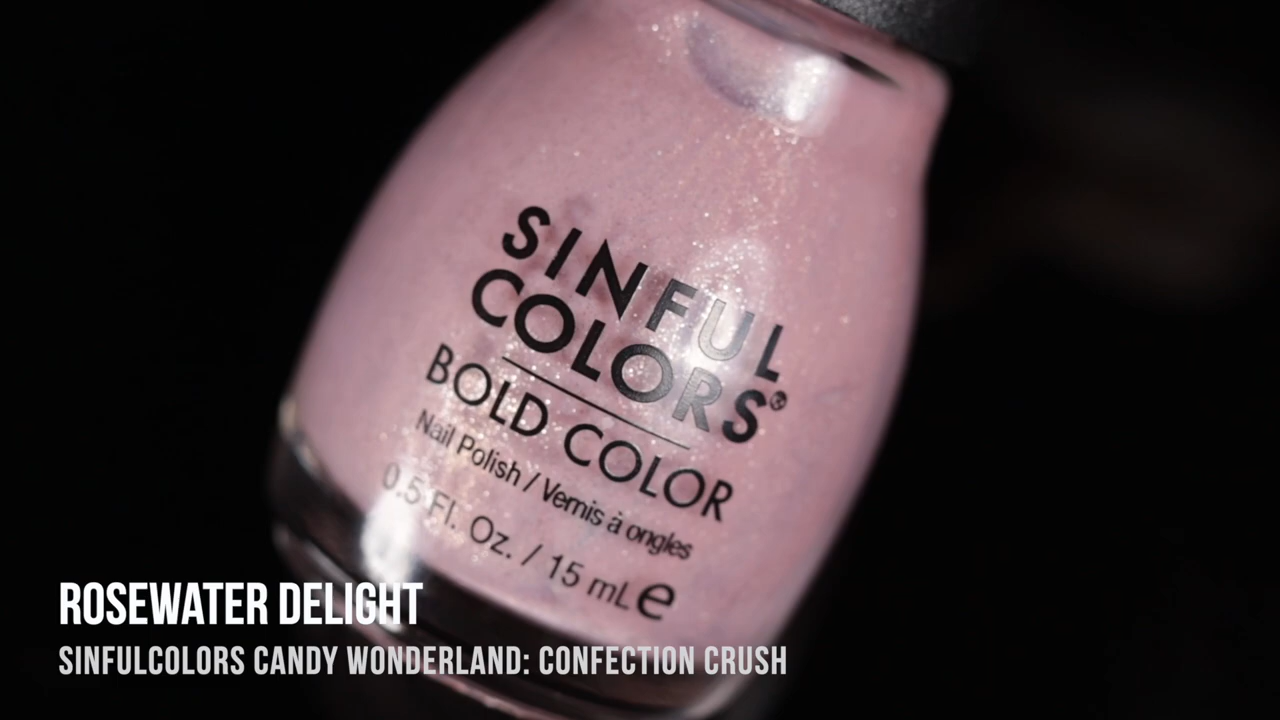 SINFUL
COLORS®
BOLD COLOR
Nail Polish / Vernis à ongles
0.5 Fl. Oz. / 15 mL e
ROSEWATER DELIGHT
SINFULCOLORS CANDY WONDERLAND: CONFECTION CRUSH